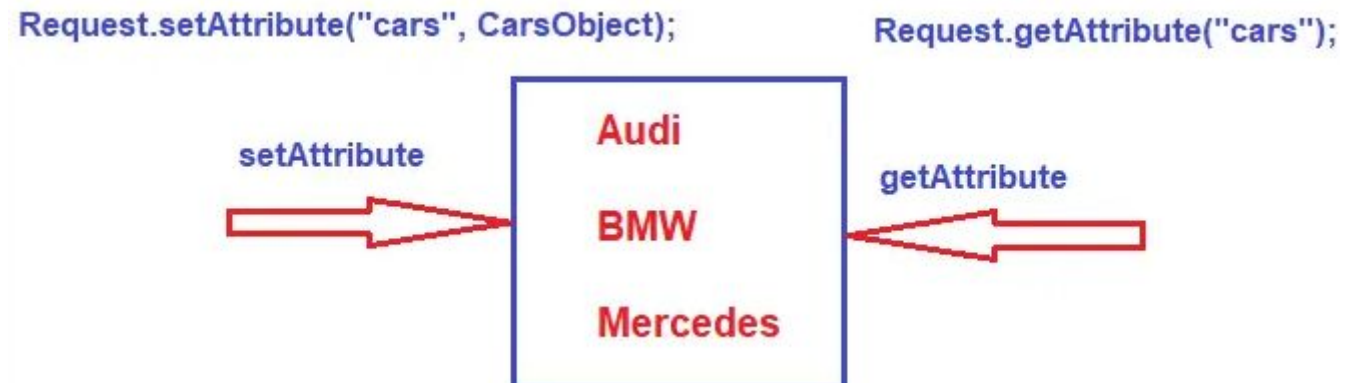 Request.setAttribute("cars", CarsObject);
Request.getAttribute("cars");
setAttribute
Audi
getAttribute
BMW
Mercedes